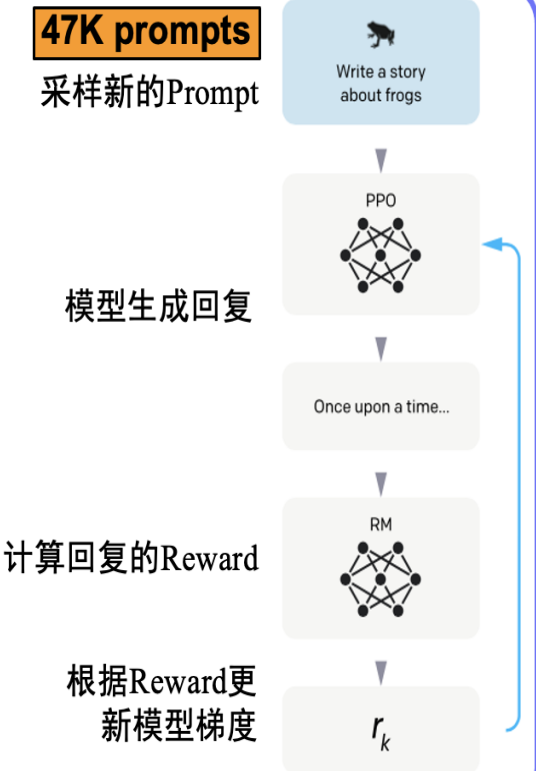 47K prompts
采样新的Prompt
Write a story
about frogs
PPO
模型生成回复
Once upon a time...
计算回复的Reward
RM
根据Reward更
新模型梯度
rk